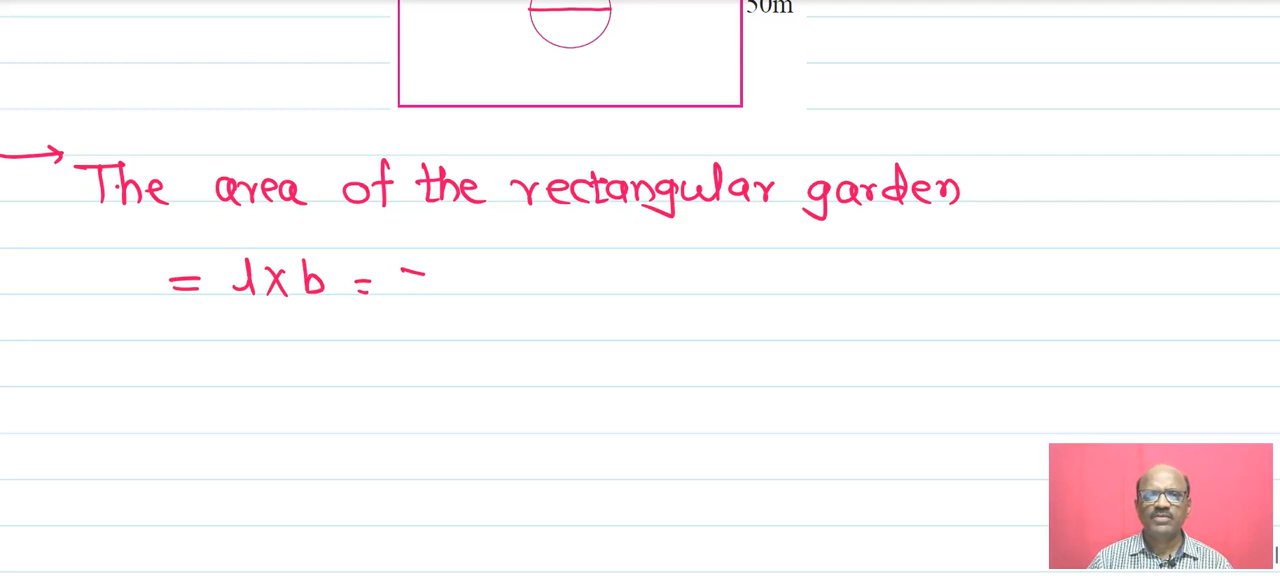 50m
The area of the rectangular garden
= l x b =